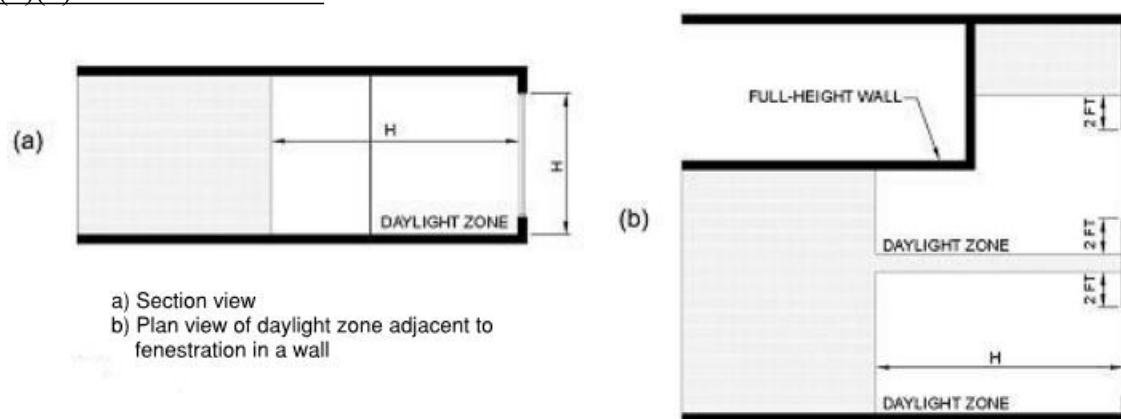 (a)
H
H
DAYLIGHT ZONE
a) Section view
b) Plan view of daylight zone adjacent to
fenestration in a wall
(b)
FULL-HEIGHT WALL
2 FT
DAYLIGHT ZONE
2 FT
2 FT
H
DAYLIGHT ZONE